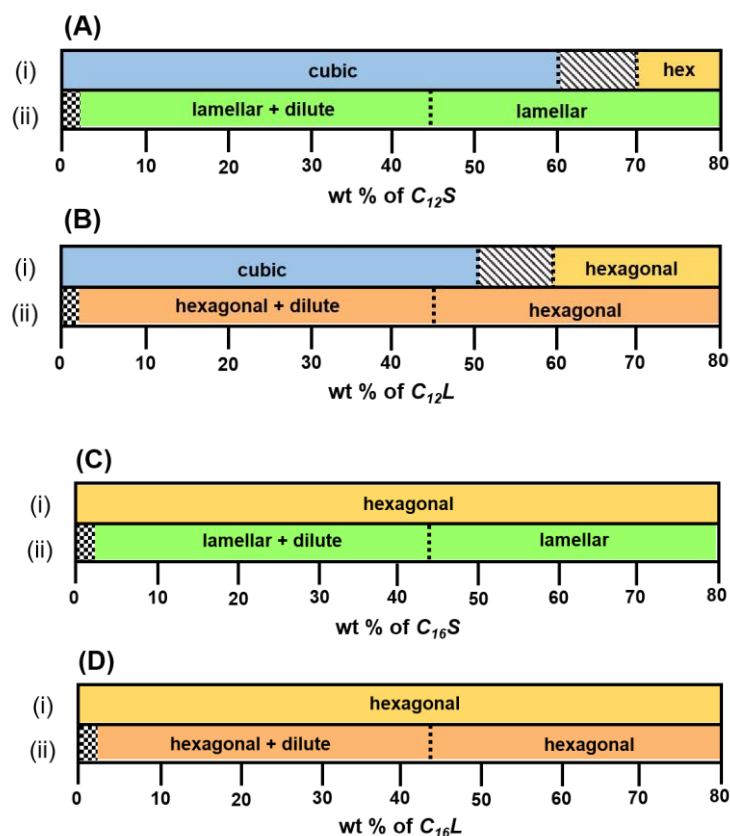 (A)
(i) cubic hex
(ii) lamellar + dilute lamellar
0 10 20 30 40 50 60 70 80
wt % of C₁₂S
(B)
(i) cubic hexagonal
(ii) hexagonal + dilute hexagonal
0 10 20 30 40 50 60 70 80
wt % of C₁₂L
(C)
(i) hexagonal
(ii) lamellar + dilute lamellar
0 10 20 30 40 50 60 70 80
wt % of C₁₆S
(D)
(i) hexagonal
(ii) hexagonal + dilute hexagonal
0 10 20 30 40 50 60 70 80
wt % of C₁₆L